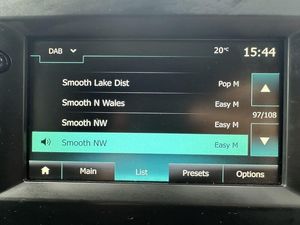 DAB 20°C 15:44
Smooth Lake Dist Pop M
Smooth N Wales Easy M
97/108
Smooth NW Easy M
Smooth NW Easy M
Main List Presets Options